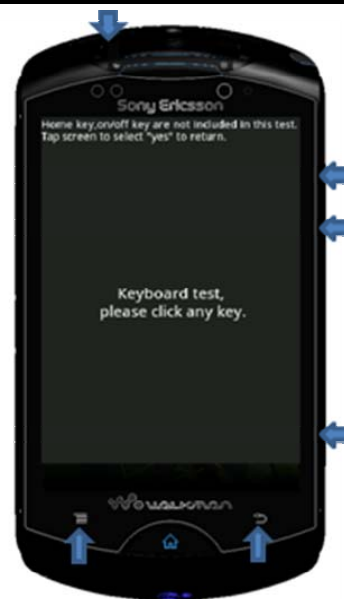 Sony Ericsson
Home key,on/off key are not included in this test.
Tap screen to select "yes" to return.
Keyboard test,
please click any key.
WALKMAN